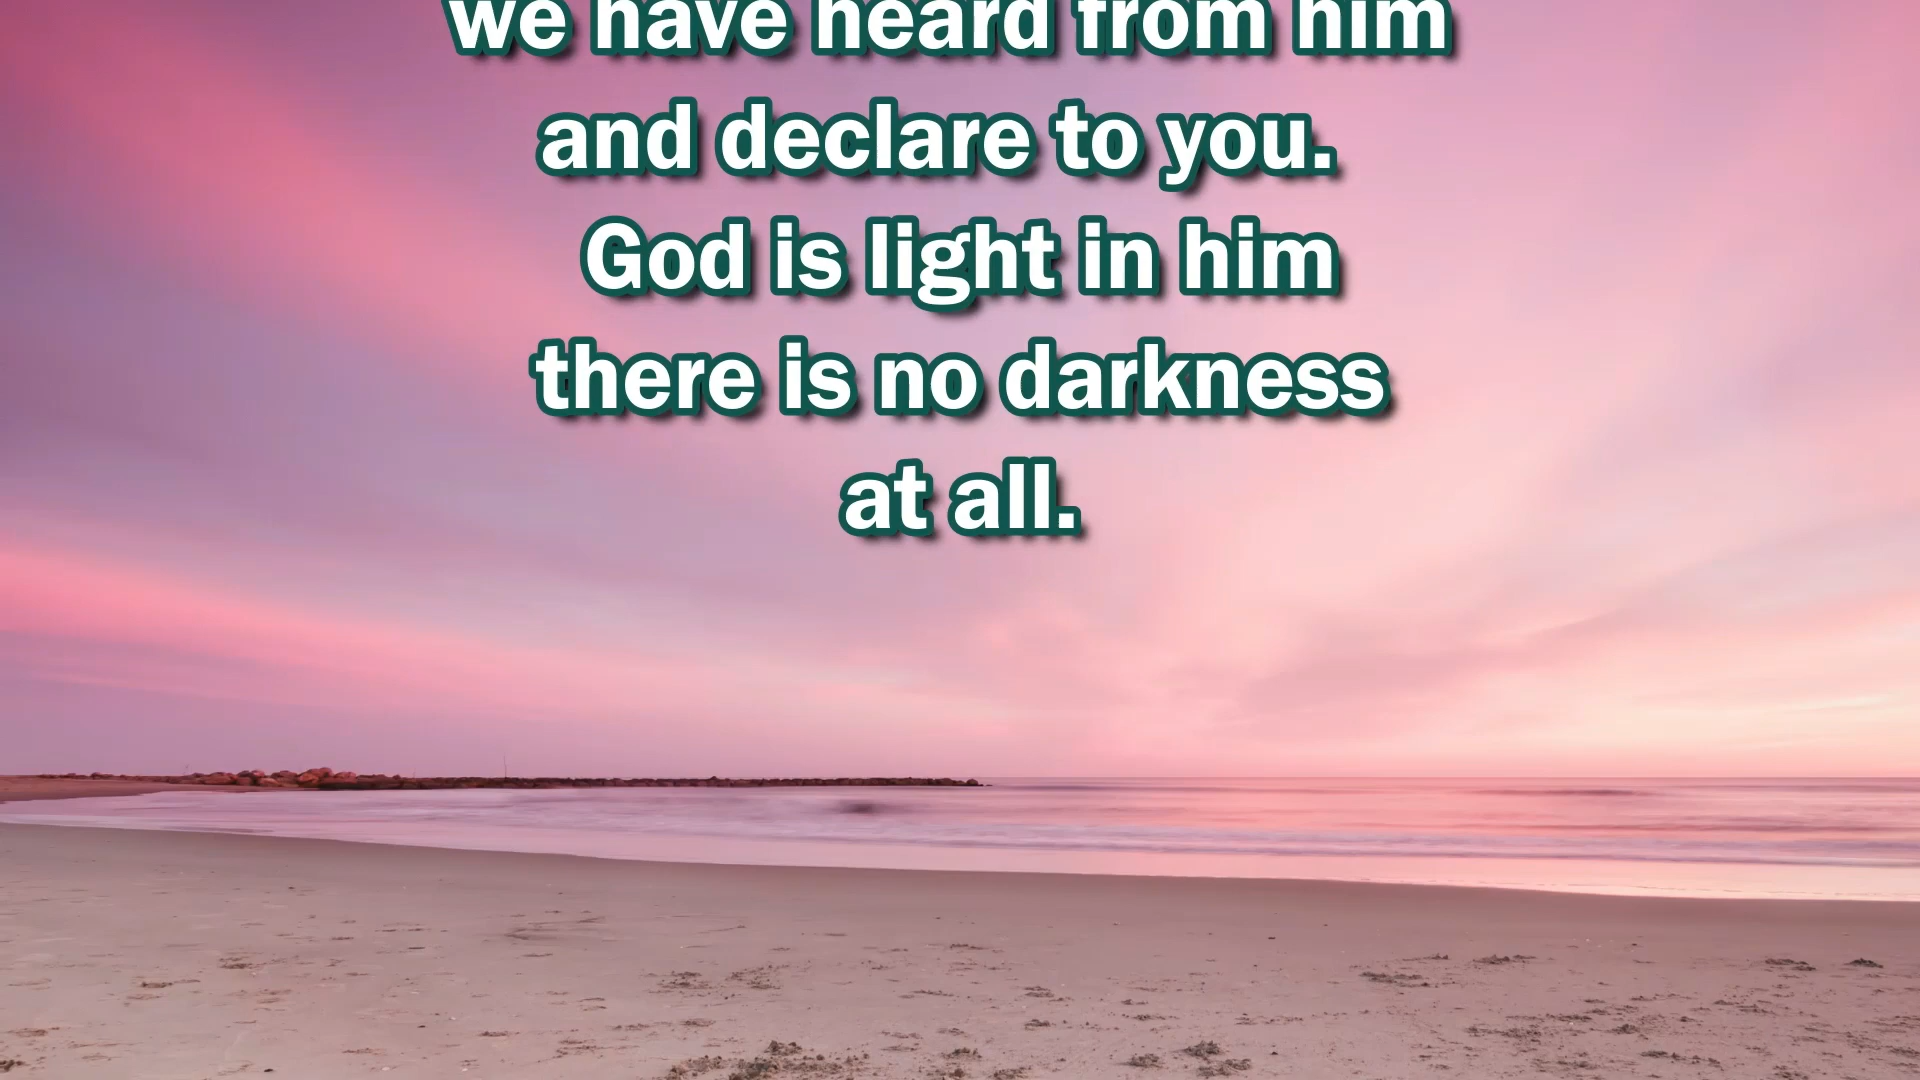 we have heard from him
and declare to you.
God is light in him
there is no darkness
at all.